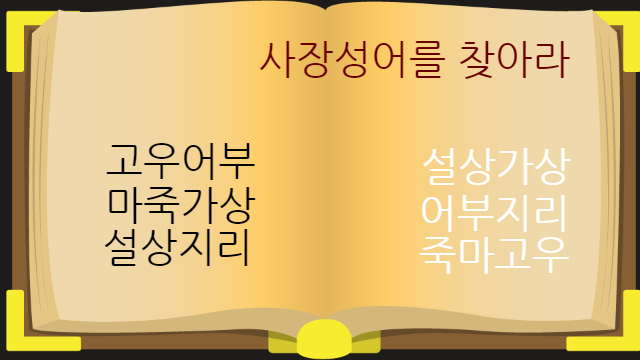 사장성어를 찾아라
고우어부
마죽가상
설상지리
설상가상
어부지리
죽마고우